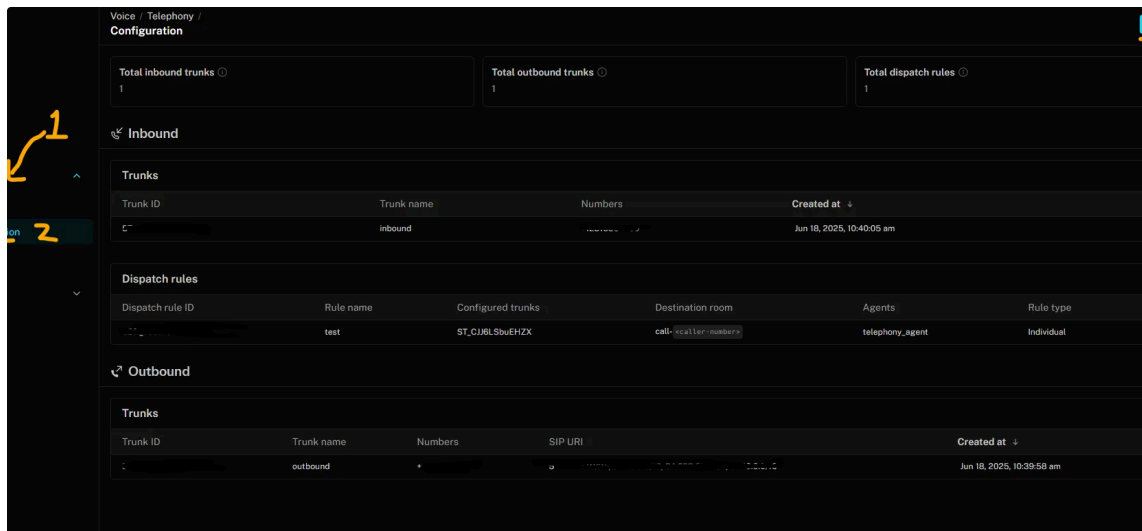 Voice / Telephony /
Configuration
Total inbound trunks
Total outbound trunks
Total dispatch rules
1
1
1
1
Inbound
Trunks
Trunk ID Trunk name Numbers Created at ↓
inbound Jun 18, 2025, 10:40:05 am
ion 2
Dispatch rules
Dispatch rule ID Rule name Configured trunks Destination room Agents Rule type
test ST_CJJ6LSbuEHZX call-<caller-number> telephony_agent Individual
Outbound
Trunks
Trunk ID Trunk name Numbers SIP URI Created at ↓
outbound + Jun 18, 2025, 10:39:58 am